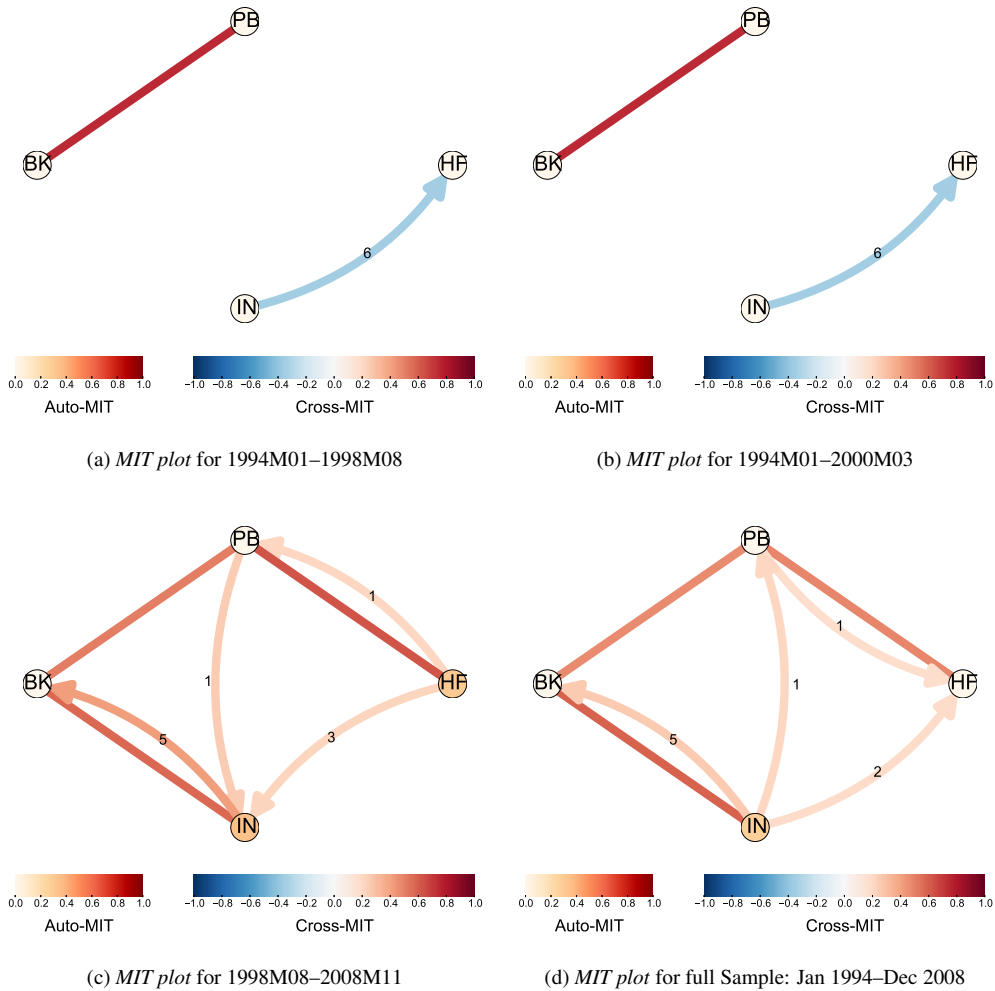 PB
PB
BK
HF
BK
HF
6
6
IN
IN
0.0 0.2 0.4 0.6 0.8 1.0
−1.0 −0.8 −0.6 −0.4 −0.2 0.0 0.2 0.4 0.6 0.8 1.0
0.0 0.2 0.4 0.6 0.8 1.0
−1.0 −0.8 −0.6 −0.4 −0.2 0.0 0.2 0.4 0.6 0.8 1.0
Auto-MIT
Cross-MIT
Auto-MIT
Cross-MIT
(a) MIT plot for 1994M01–1998M08
(b) MIT plot for 1994M01–2000M03
PB
PB
1
1
BK
1
HF
BK
1
HF
5
3
5
2
IN
IN
0.0 0.2 0.4 0.6 0.8 1.0
−1.0 −0.8 −0.6 −0.4 −0.2 0.0 0.2 0.4 0.6 0.8 1.0
0.0 0.2 0.4 0.6 0.8 1.0
−1.0 −0.8 −0.6 −0.4 −0.2 0.0 0.2 0.4 0.6 0.8 1.0
Auto-MIT
Cross-MIT
Auto-MIT
Cross-MIT
(c) MIT plot for 1998M08–2008M11
(d) MIT plot for full Sample: Jan 1994–Dec 2008